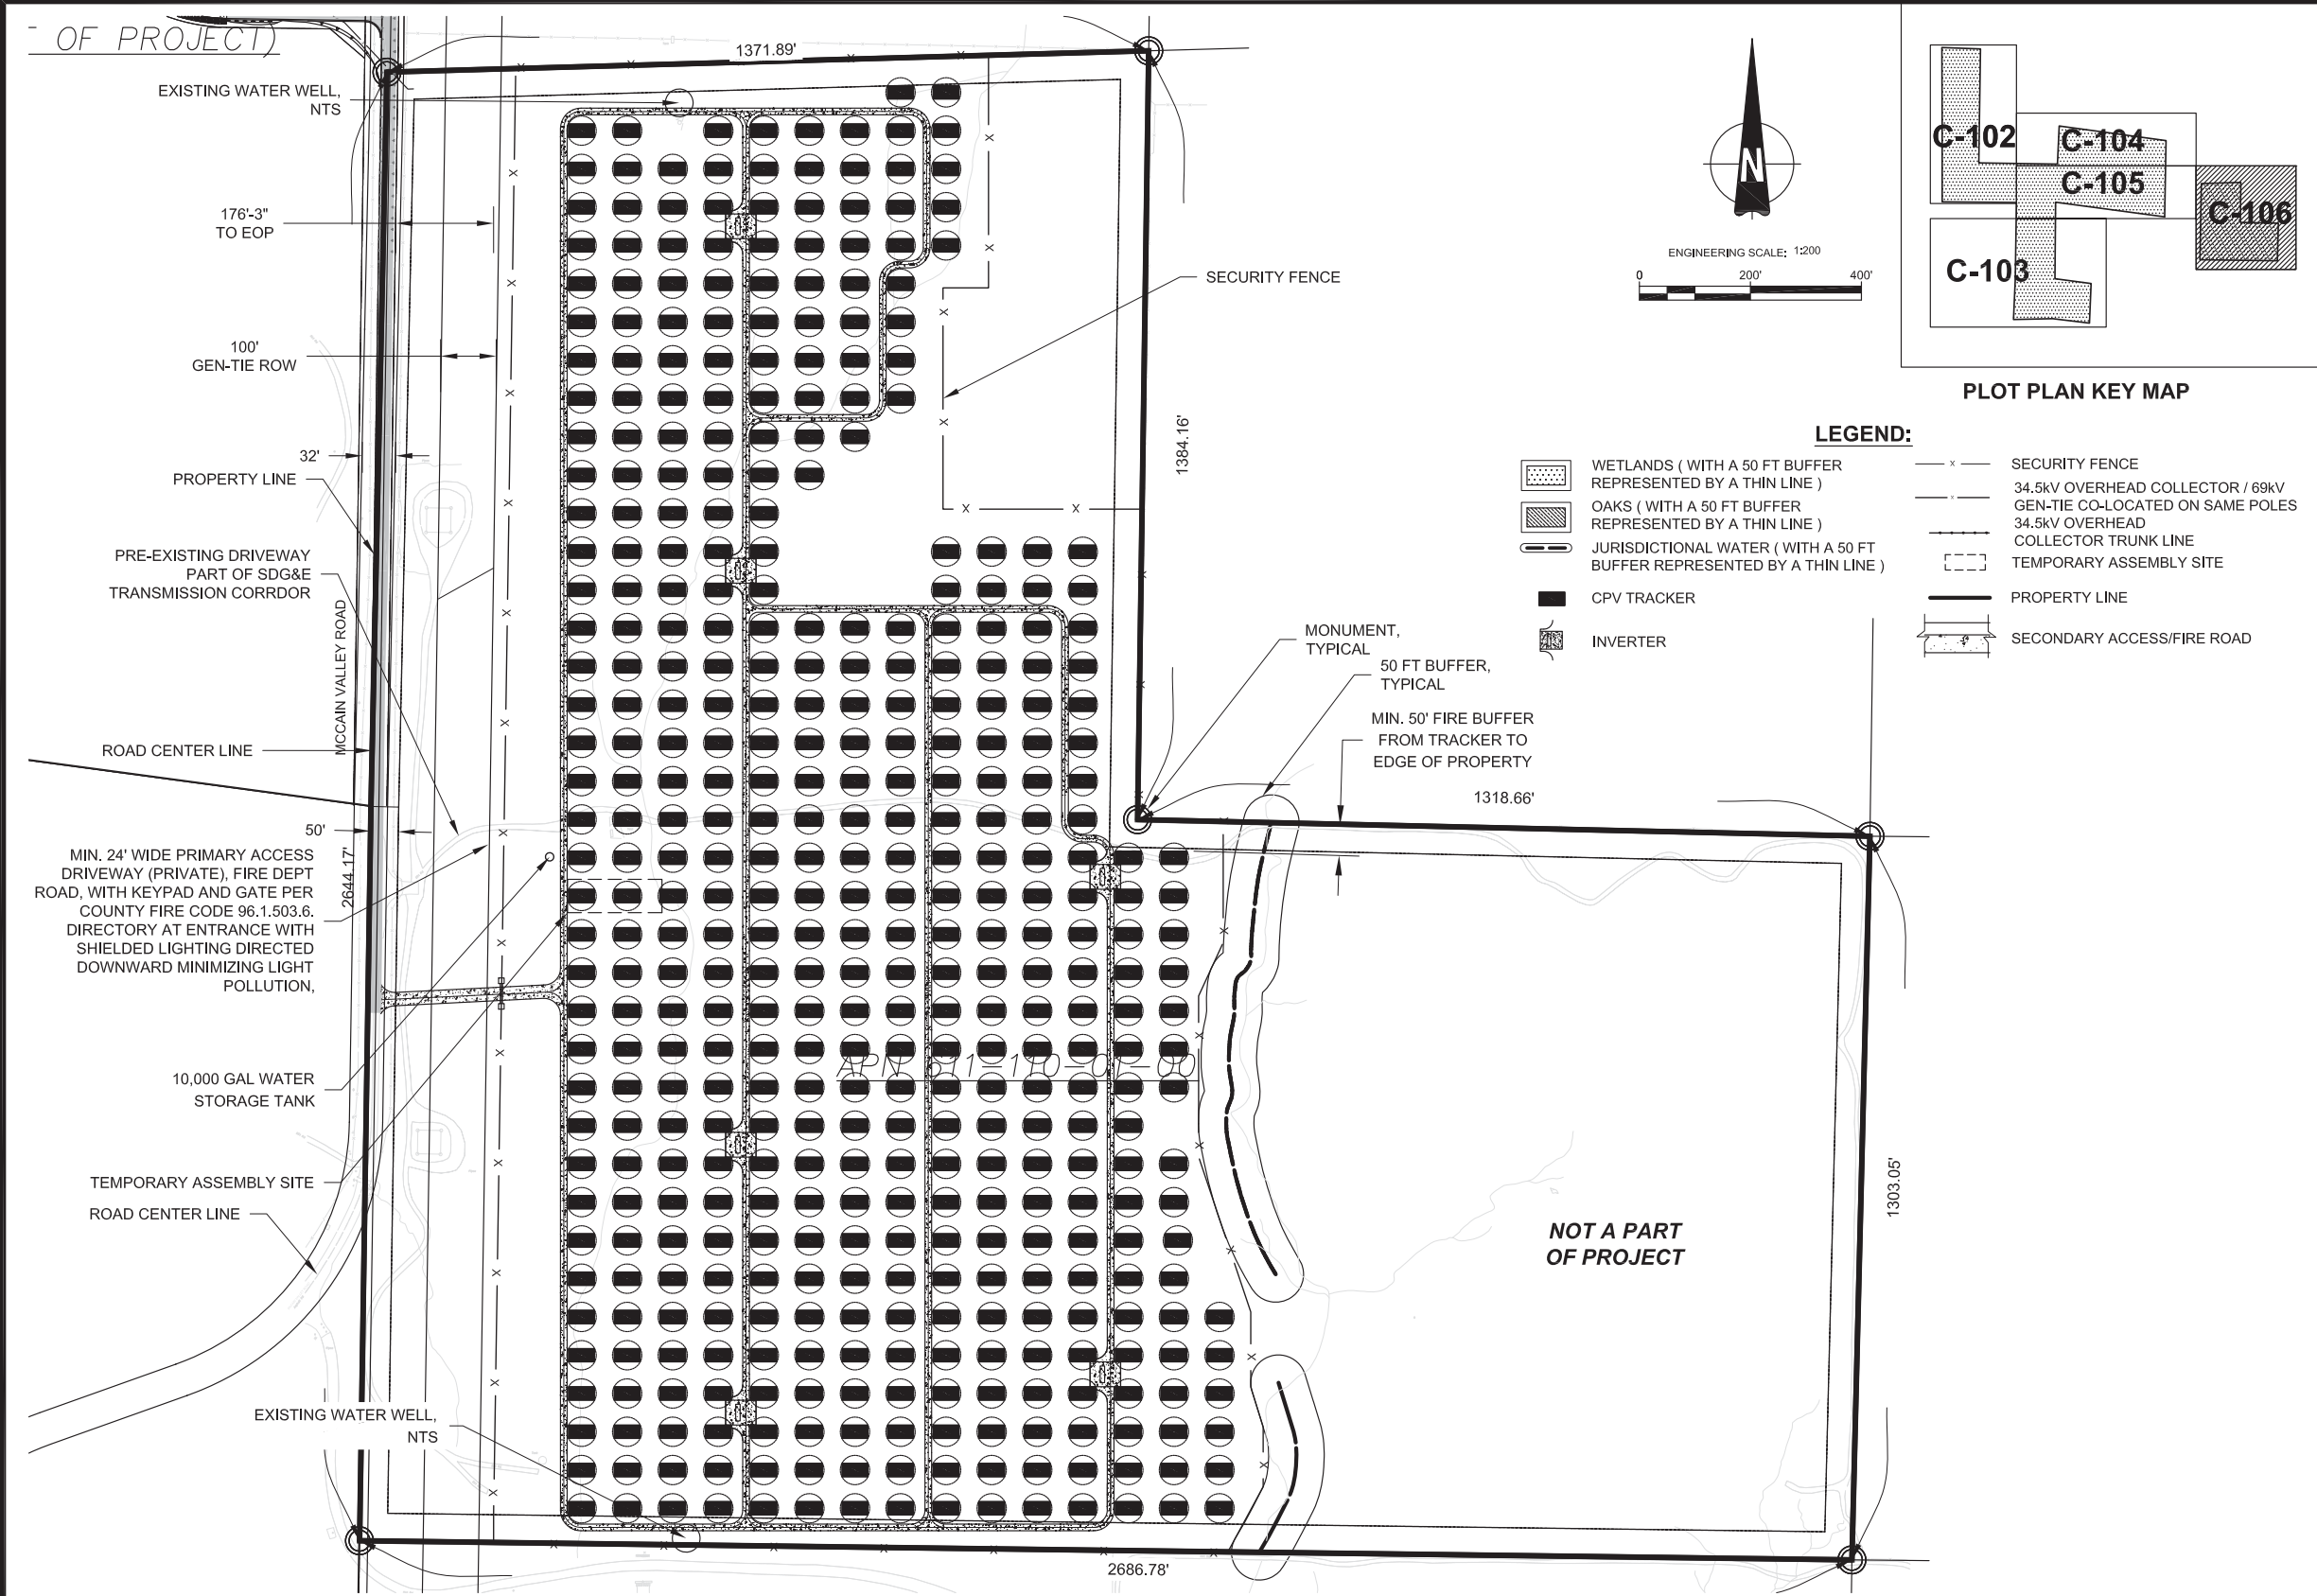 OF PROJECT)
1371.89'
EXISTING WATER WELL,
NTS
176'-3"
TO EOP
100'
GEN-TIE ROW
32'
PROPERTY LINE
PRE-EXISTING DRIVEWAY
PART OF SDG&E
TRANSMISSION CORRDOR
MCCAIN VALLEY ROAD
ROAD CENTER LINE
50'
2644.17'
MIN. 24' WIDE PRIMARY ACCESS
DRIVEWAY (PRIVATE), FIRE DEPT
ROAD, WITH KEYPAD AND GATE PER
COUNTY FIRE CODE 96.1.503.6.
DIRECTORY AT ENTRANCE WITH
SHIELDED LIGHTING DIRECTED
DOWNWARD MINIMIZING LIGHT
POLLUTION,
10,000 GAL WATER
STORAGE TANK
TEMPORARY ASSEMBLY SITE
ROAD CENTER LINE
EXISTING WATER WELL,
NTS
SECURITY FENCE
1384.16'
MONUMENT,
TYPICAL
50 FT BUFFER,
TYPICAL
MIN. 50' FIRE BUFFER
FROM TRACKER TO
EDGE OF PROPERTY
1318.66'
APN 611-110-01-00
NOT A PART
OF PROJECT
1303.05'
2686.78'
N
ENGINEERING SCALE: 1:200
0 200' 400'
C-102
C-104
C-105
C-106
C-103
PLOT PLAN KEY MAP
LEGEND:
WETLANDS ( WITH A 50 FT BUFFER
REPRESENTED BY A THIN LINE )
OAKS ( WITH A 50 FT BUFFER
REPRESENTED BY A THIN LINE )
JURISDICTIONAL WATER ( WITH A 50 FT
BUFFER REPRESENTED BY A THIN LINE )
CPV TRACKER
INVERTER
SECURITY FENCE
34.5kV OVERHEAD COLLECTOR / 69kV
GEN-TIE CO-LOCATED ON SAME POLES
34.5kV OVERHEAD
COLLECTOR TRUNK LINE
TEMPORARY ASSEMBLY SITE
PROPERTY LINE
SECONDARY ACCESS/FIRE ROAD